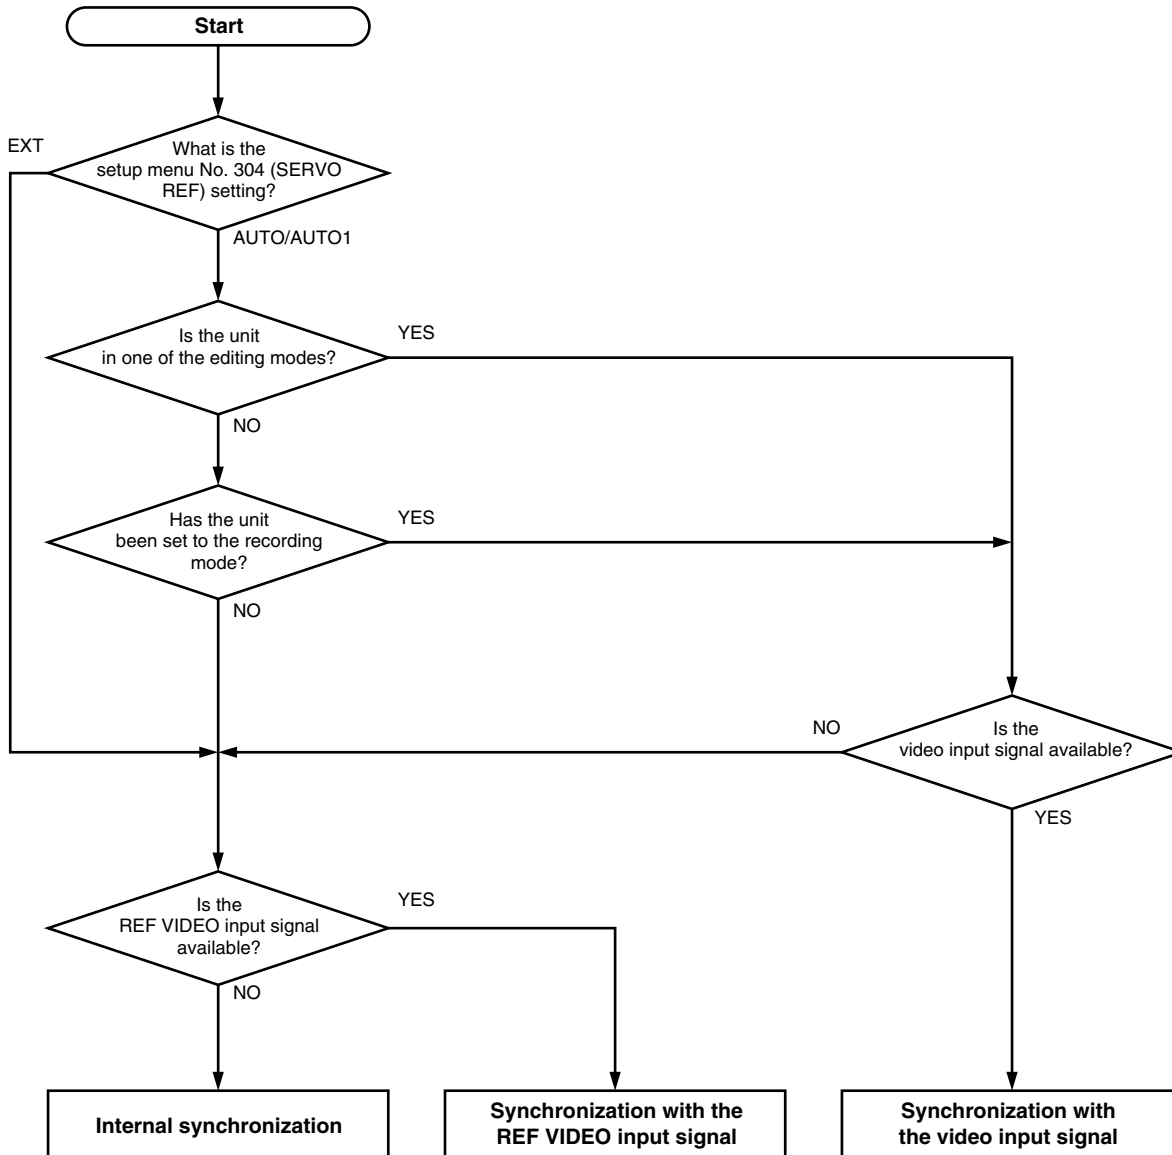 Start
EXT
What is the
setup menu No. 304 (SERVO
REF) setting?
AUTO/AUTO1
Is the unit
in one of the editing modes?
YES
NO
Has the unit
been set to the recording
mode?
YES
NO
NO
Is the
video input signal available?
YES
Is the
REF VIDEO input signal
available?
YES
NO
Internal synchronization
Synchronization with the
REF VIDEO input signal
Synchronization with
the video input signal